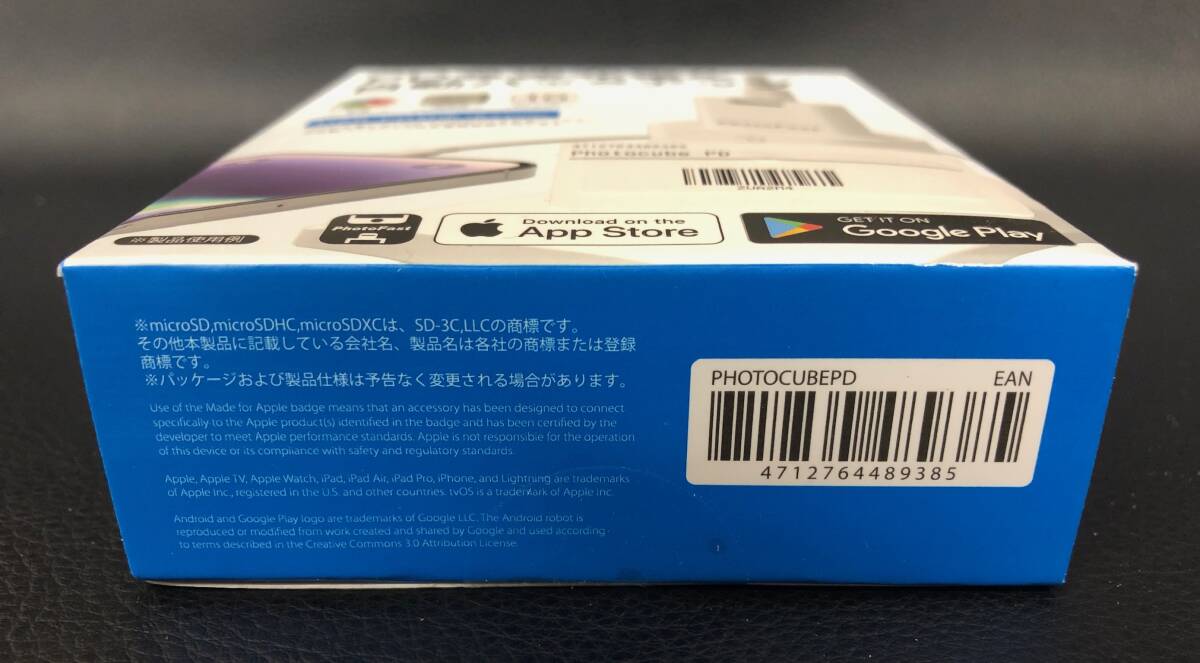 Photocube PD
2UA2M4
※製品使用例
PhotoFast
Download on the
App Store
GET IT ON
Google Play
※microSD,microSDHC,microSDXCは、SD-3C,LLCの商標です。
その他本製品に記載している会社名、製品名は各社の商標または登録
商標です。
※パッケージおよび製品仕様は予告なく変更される場合があります。
Use of the Made for Apple badge means that an accessory has been designed to connect
specifically to the Apple product(s) identified in the badge and has been certified by the
developer to meet Apple performance standards. Apple is not responsible for the operation
of this device or its compliance with safety and regulatory standards.
Apple, Apple TV, Apple Watch, iPad, iPad Air, iPad Pro, iPhone, and Lightning are trademarks
of Apple Inc., registered in the U.S. and other countries. tvOS is a trademark of Apple Inc.
Android and Google Play logo are trademarks of Google LLC. The Android robot is
reproduced or modified from work created and shared by Google and used according
to terms described in the Creative Commons 3.0 Attribution License.
PHOTOCUBEPD EAN
4712764489385